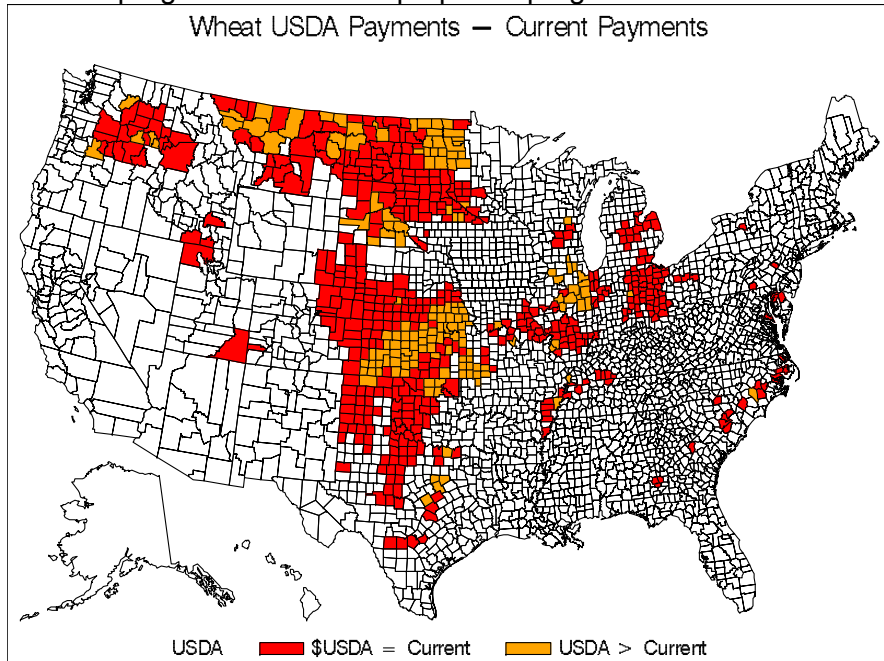 Wheat USDA Payments – Current Payments
USDA $USDA = Current USDA > Current